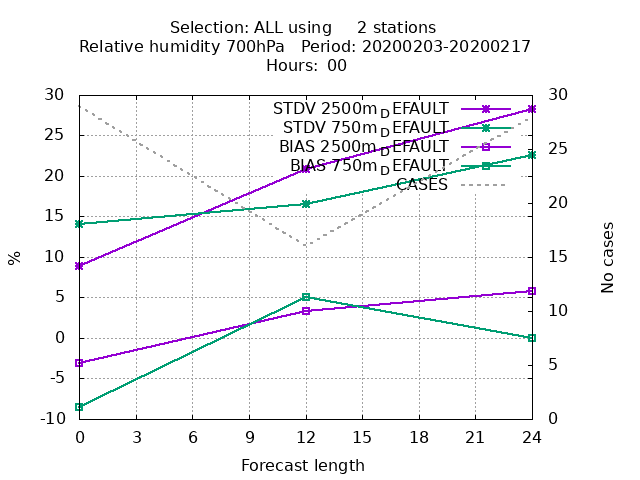 Selection: ALL using     2 stations
Relative humidity 700hPa   Period: 20200203-20200217
Hours: 00
30
25
20
15
10
5
0
-5
-10
%
STDV 2500m_DEFAULT
STDV 750m_DEFAULT
BIAS 2500m_DEFAULT
BIAS 750m_DEFAULT
CASES
30
25
20
15
10
5
0
No cases
0 3 6 9 12 15 18 21 24
Forecast length